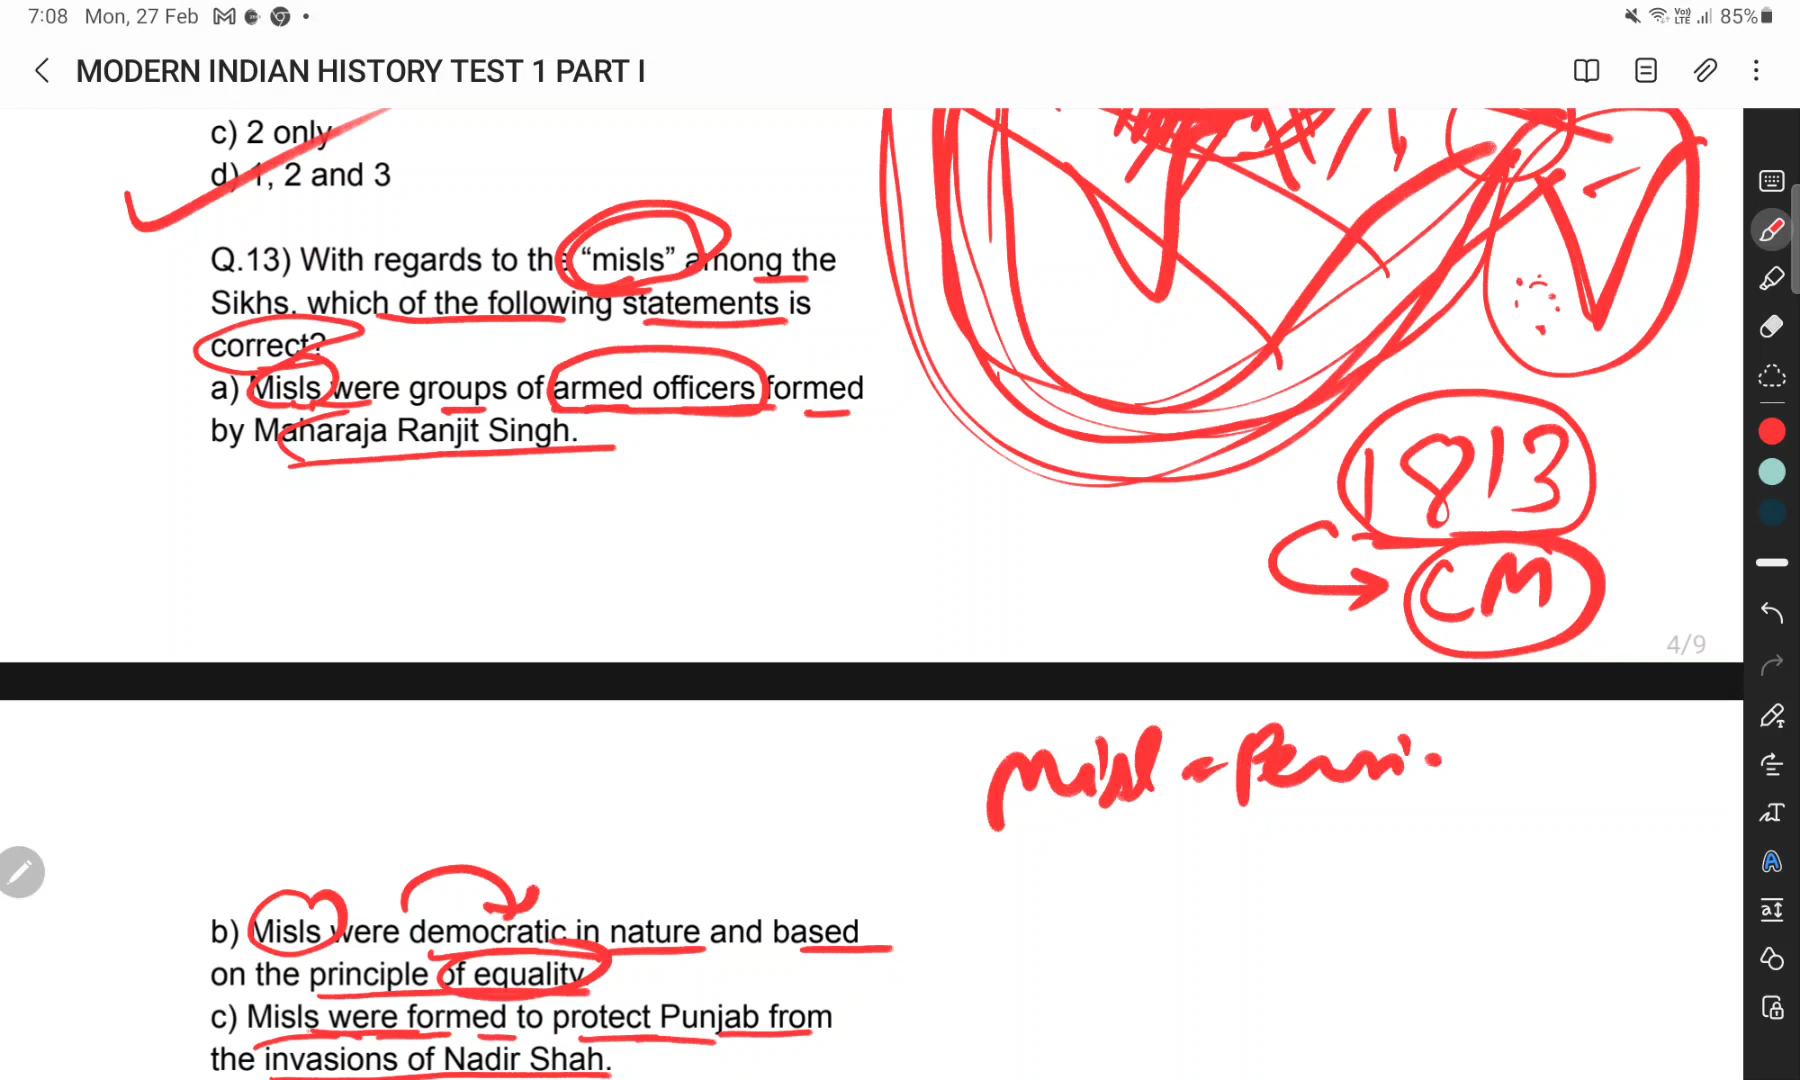 7:08 Mon, 27 Feb
85%
MODERN INDIAN HISTORY TEST 1 PART I
c) 2 only
d) 1, 2 and 3
Q.13) With regards to the “misls” among the
Sikhs. which of the following statements is
correct?
a) Misls were groups of armed officers formed
by Maharaja Ranjit Singh.
1813
CM
4/9
Misl
b) Misls were democratic in nature and based
on the principle of equality
c) Misls were formed to protect Punjab from
the invasions of Nadir Shah.